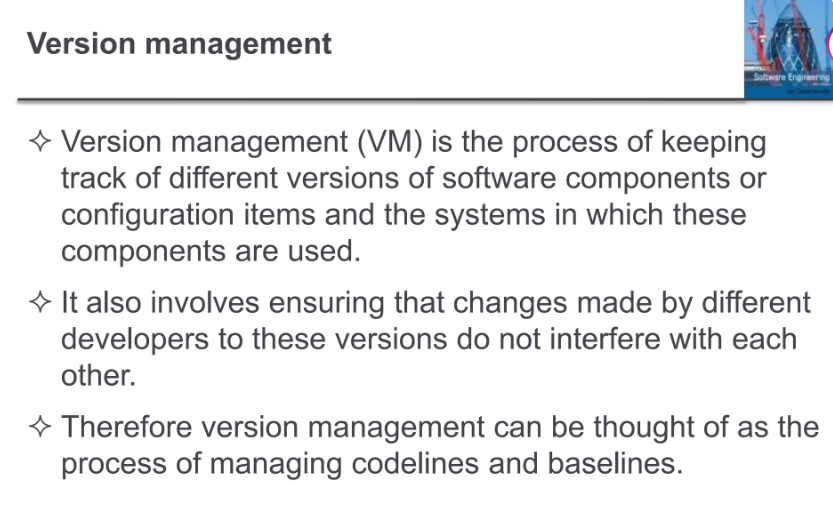 Version management
Software Engineering
Version management (VM) is the process of keeping
track of different versions of software components or
configuration items and the systems in which these
components are used.
It also involves ensuring that changes made by different
developers to these versions do not interfere with each
other.
Therefore version management can be thought of as the
process of managing codelines and baselines.